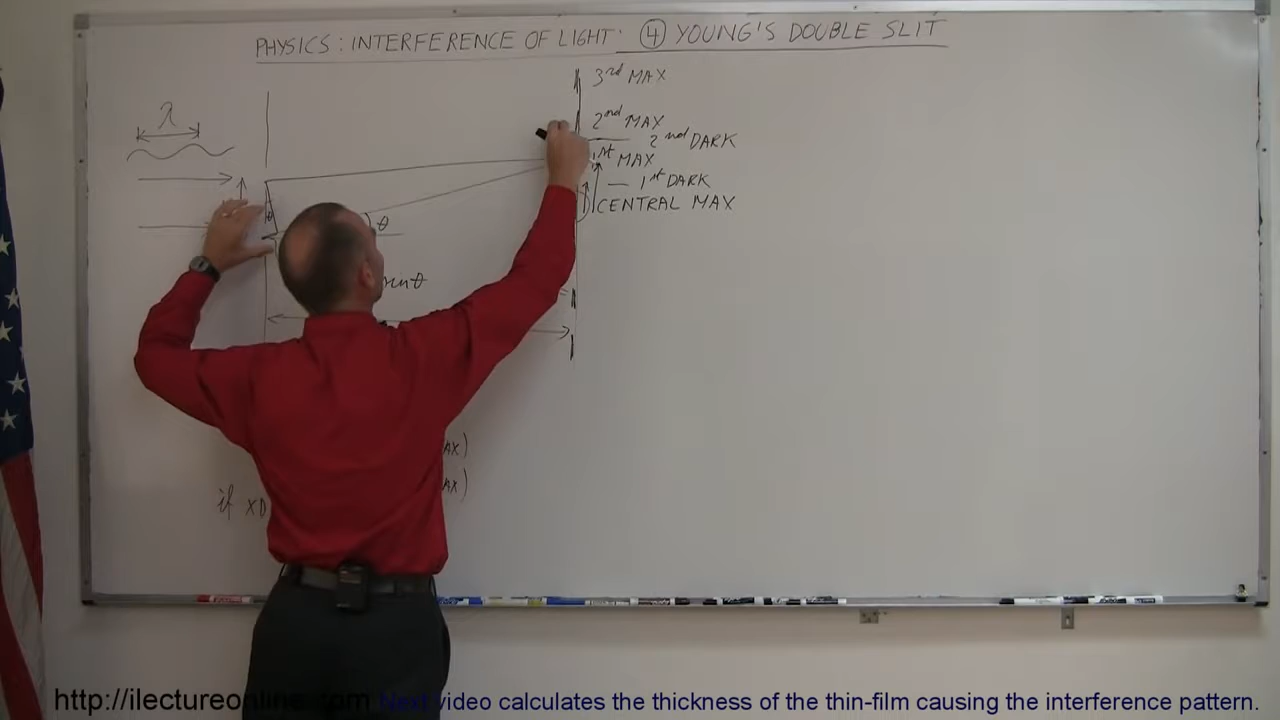 PHYSICS: INTERFERENCE OF LIGHT: ④ YOUNG'S DOUBLE SLIT
3rd MAX
λ
2nd MAX
2nd DARK
1st MAX
1st DARK
CENTRAL MAX
θ
θ
sinθ
AX)
AX)
if XD
http://ilectureonline.com Next video calculates the thickness of the thin-film causing the interference pattern.